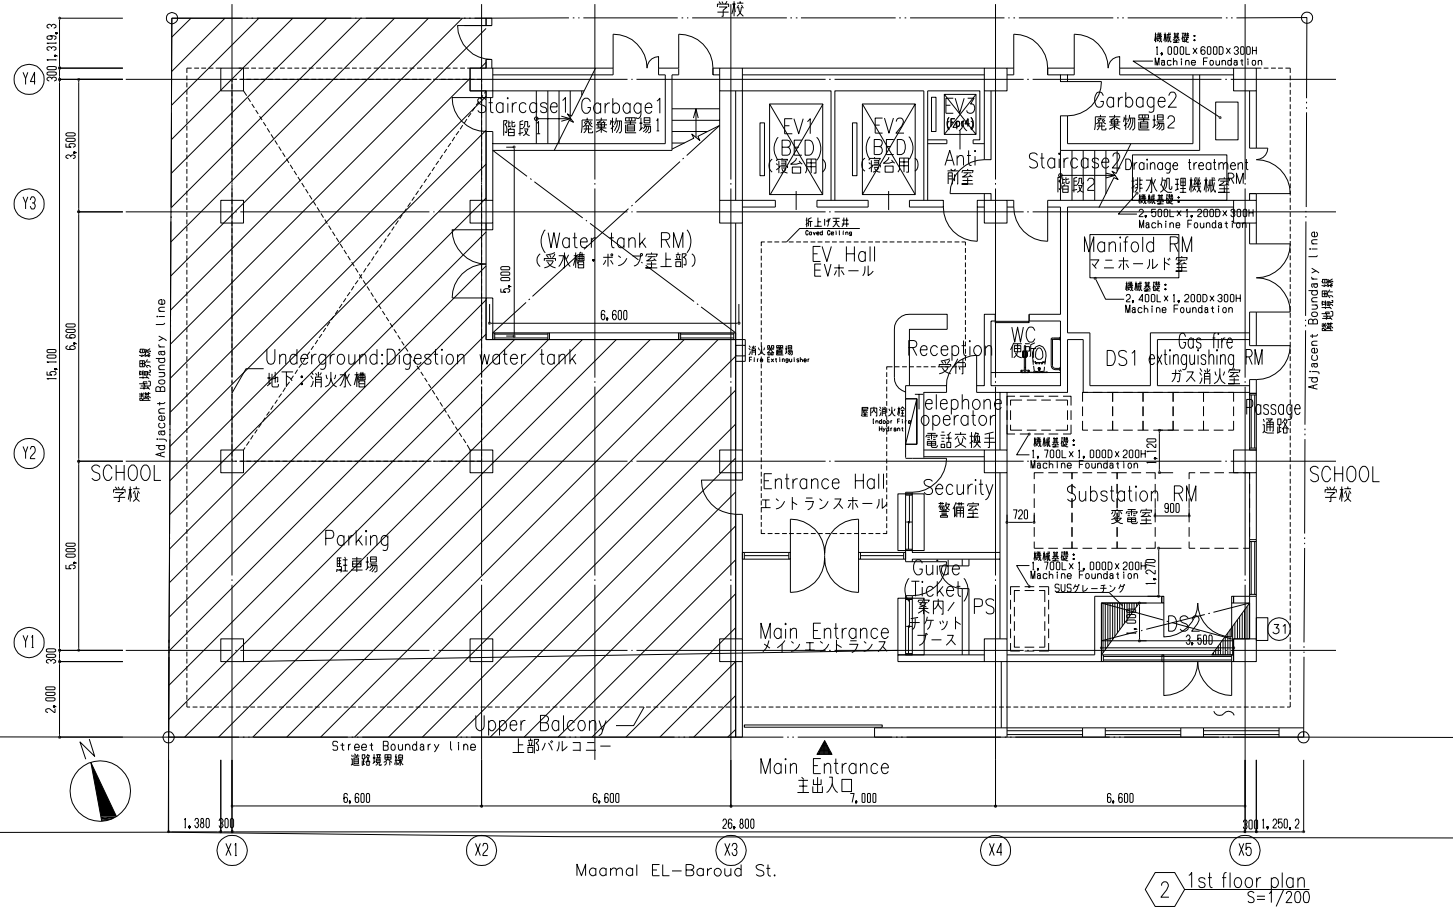 学校
1,319.3
300
Y4
3,500
Y3
6,600
15,100
Y2
5,000
Y1
300
2,000
機械基礎：
1,000L×600D×300H
Machine Foundation
Staircase1
階段1
Garbage1
廃棄物置場1
EV1
(BED)
(寝台用)
EV2
(BED)
(寝台用)
EV3
Anti
前室
Garbage2
廃棄物置場2
Staircase2
階段2
Drainage treatment
RM
排水処理機械室
機械基礎：
2,500L×1,200D×300H
Machine Foundation
折上げ天井
Coved Ceiling
(Water tank RM)
(受水槽・ポンプ室上部)
5,000
6,600
EV Hall
EVホール
Manifold RM
マニホールド室
機械基礎：
2,400L×1,200D×300H
Machine Foundation
隣地境界線
Adjacent Boundary line
Adjacent Boundary line
隣地境界線
Underground:Digestion water tank
地下：消火水槽
消火器置場
Fire Extinguisher
Reception
受付
WC
便所
DS1
Gas fire
extinguishing RM
ガス消火室
屋内消火栓
Indoor Fire
Hydrant
Telephone
operator
電話交換手
Passage
通路
機械基礎：
1,700L×1,000D×200H
Machine Foundation
1,120
SCHOOL
学校
SCHOOL
学校
Entrance Hall
エントランスホール
Security
警備室
Substation RM
変電室
720
900
Parking
駐車場
機械基礎：
1,700L×1,000D×200H
Machine Foundation
SUSグレーチング
1,270
Guide
(Ticket)
案内/
チケット
ブース
PS
DS2
1,000
3,500
31
Main Entrance
メインエントランス
Upper Balcony
上部バルコニー
Street Boundary line
道路境界線
N
Main Entrance
主出入口
6,600
6,600
7,000
6,600
1,380
300
26,800
300
1,250.2
X1
X2
X3
X4
X5
Maamal EL-Baroud St.
2
1st floor plan
S=1/200